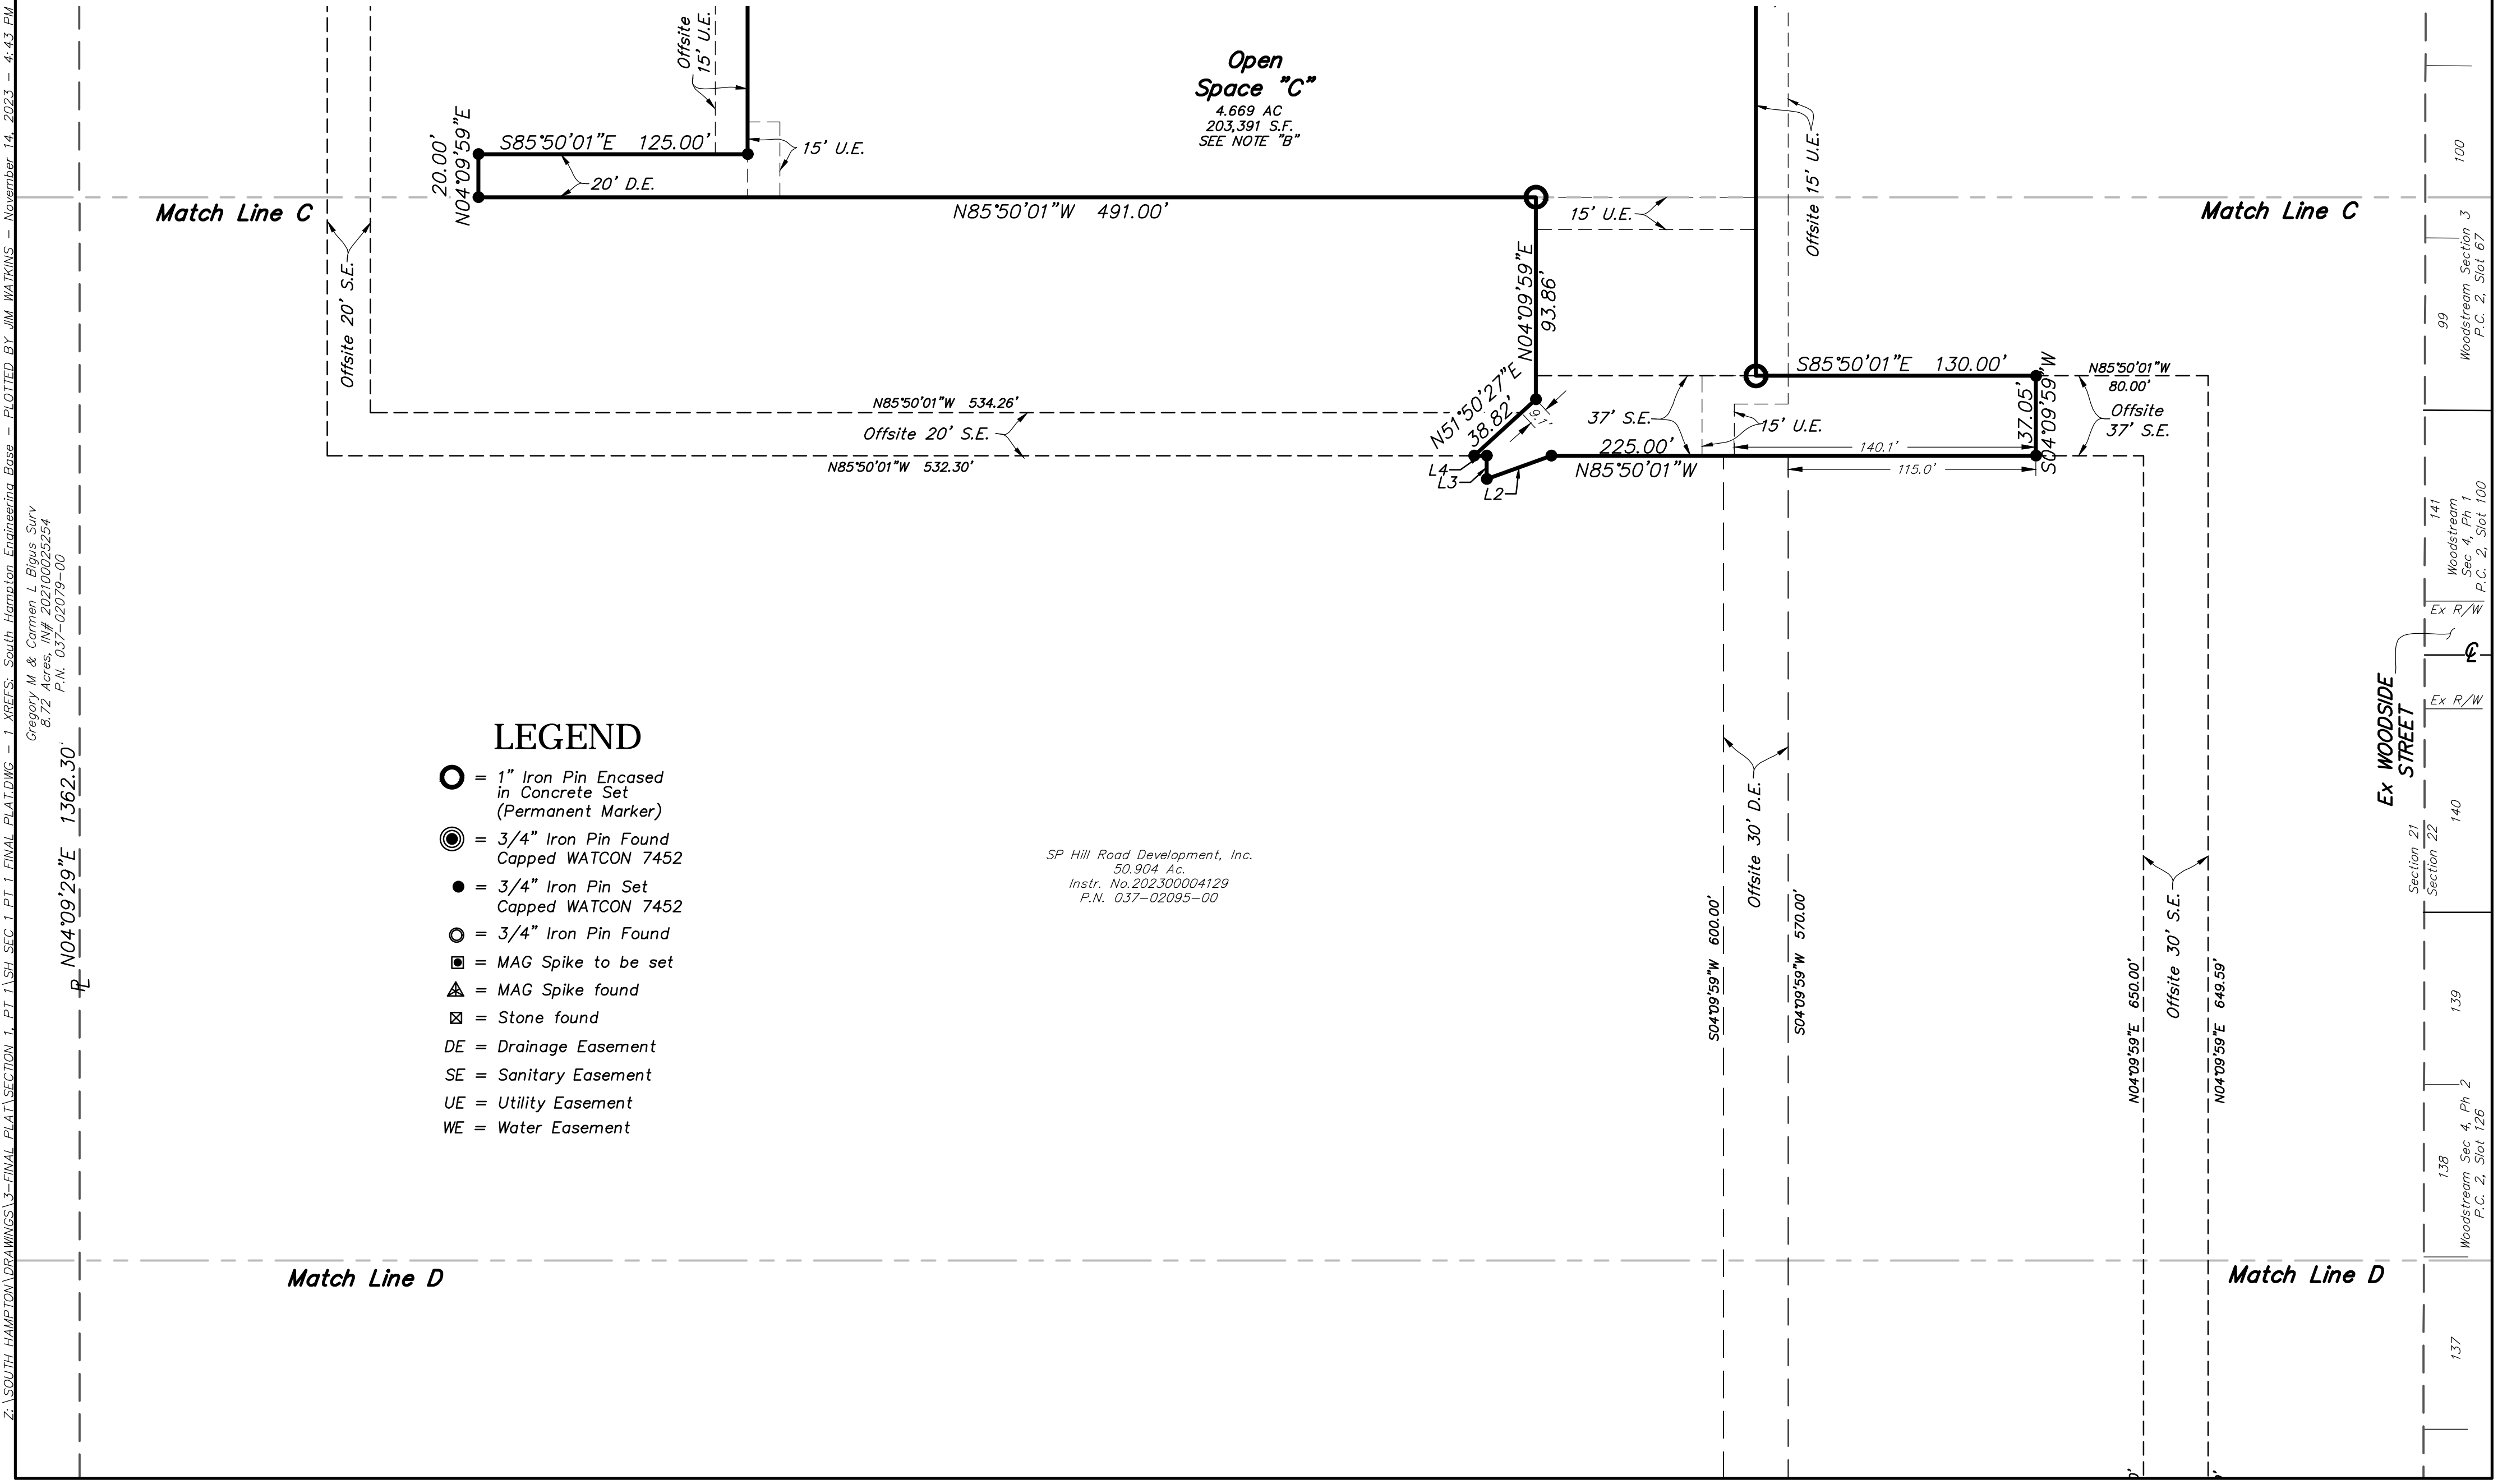 Z:\SOUTH HAMPTON\DRAWINGS\3-FINAL PLAT\SECTION 1, PT 1\SH SEC 1 PT 1 FINAL PLAT.DWG - 1 XREFS: South Hampton Engineering Base - PLOTTED BY JIM WATKINS - November 14, 2023 - 4:43 PM
Offsite
15' U.E.
Open
Space "C"
4.669 AC
203,391 S.F.
SEE NOTE "B"
20.00'
N04°09'59"E
S85°50'01"E 125.00'
15' U.E.
20' D.E.
Offsite 15' U.E.
100
Match Line C
N85°50'01"W 491.00'
15' U.E.
Match Line C
Woodstream Section 3
P.C. 2, Slot 67
99
Offsite 20' S.E.
N04°09'59"E
93.86'
S85°50'01"E 130.00'
N85°50'01"W
80.00'
N51°50'27"E
38.82'
9.1'
N85°50'01"W 534.26'
Offsite 20' S.E.
N85°50'01"W 532.30'
37' S.E.
15' U.E.
37.05'
S04°09'59"W
Offsite
37' S.E.
225.00'
N85°50'01"W
140.1'
115.0'
L4
L3
L2
141
Woodstream
Sec 4, Ph 1
P.C. 2, Slot 100
Gregory M & Carmen L Bigus Surv
8.72 Acres, IN# 202100025254
P.N. 037-02079-00
Ex R/W
℄
Ex R/W
Ex WOODSIDE
STREET
N04°09'29"E 1362.30'
PL
LEGEND
= 1" Iron Pin Encased
in Concrete Set
(Permanent Marker)
= 3/4" Iron Pin Found
Capped WATCON 7452
= 3/4" Iron Pin Set
Capped WATCON 7452
= 3/4" Iron Pin Found
= MAG Spike to be set
= MAG Spike found
= Stone found
DE = Drainage Easement
SE = Sanitary Easement
UE = Utility Easement
WE = Water Easement
SP Hill Road Development, Inc.
50.904 Ac.
Instr. No.202300004129
P.N. 037-02095-00
Offsite 30' D.E.
S04°09'59"W 600.00'
S04°09'59"W 570.00'
Offsite 30' S.E.
N04°09'59"E 650.00'
N04°09'59"E 649.59'
140
Section 21
Section 22
139
138
Woodstream Sec 4, Ph 2
P.C. 2, Slot 126
Match Line D
Match Line D
137